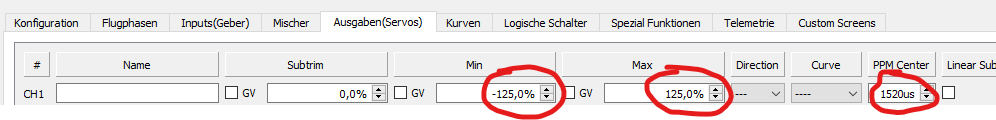 Konfiguration Flugphasen Inputs(Geber) Mischer Ausgaben(Servos) Kurven Logische Schalter Spezial Funktionen Telemetrie Custom Screens
# Name Subtrim Min Max Direction Curve PPM Center Linear Sub
CH1 GV 0,0% GV -125,0% GV 125,0% --- ---- 1520us